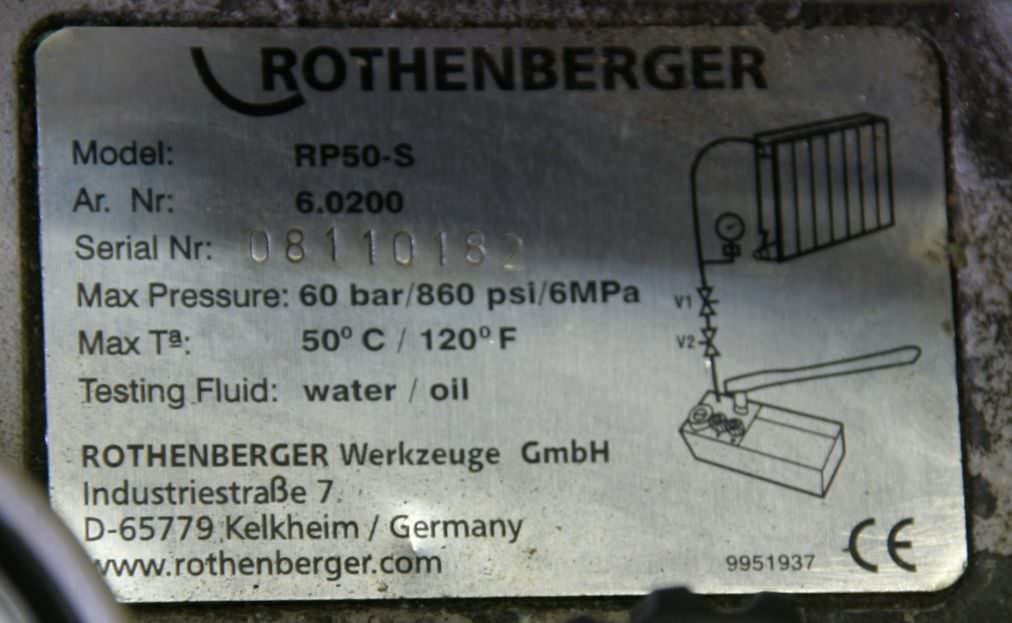 ROTHENBERGER
Model: RP50-S
Ar. Nr: 6.0200
Serial Nr: 08110182
Max Pressure: 60 bar/860 psi/6MPa
Max Tª: 50º C / 120º F
Testing Fluid: water / oil
V1
V2
ROTHENBERGER Werkzeuge GmbH
Industriestraße 7
D-65779 Kelkheim / Germany
www.rothenberger.com
9951937 CE